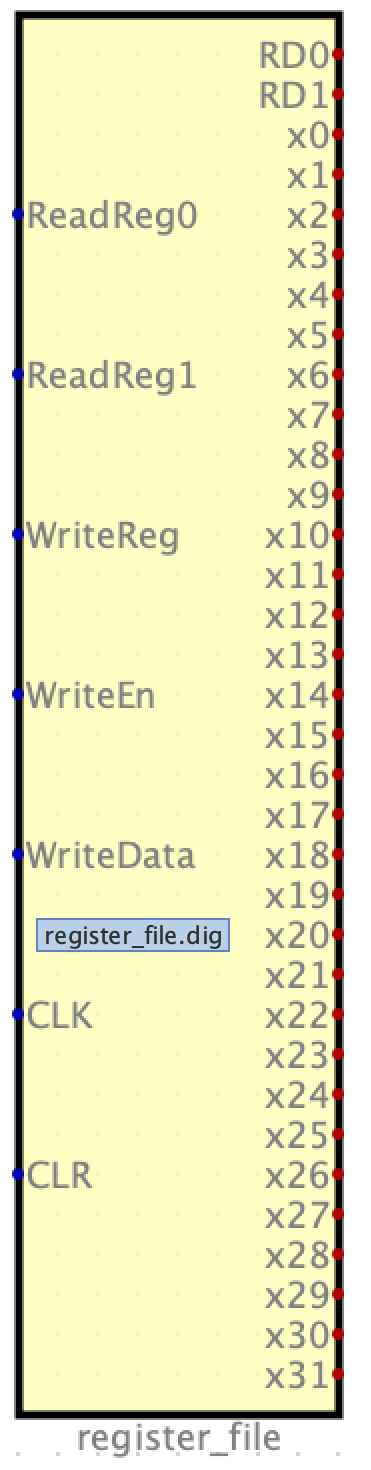 RD0
RD1
x0
x1
ReadReg0 x2
x3
x4
x5
ReadReg1 x6
x7
x8
x9
WriteReg x10
x11
x12
x13
WriteEn x14
x15
x16
x17
WriteData x18
x19
register_file.dig x20
x21
CLK x22
x23
x24
x25
CLR x26
x27
x28
x29
x30
x31
register_file